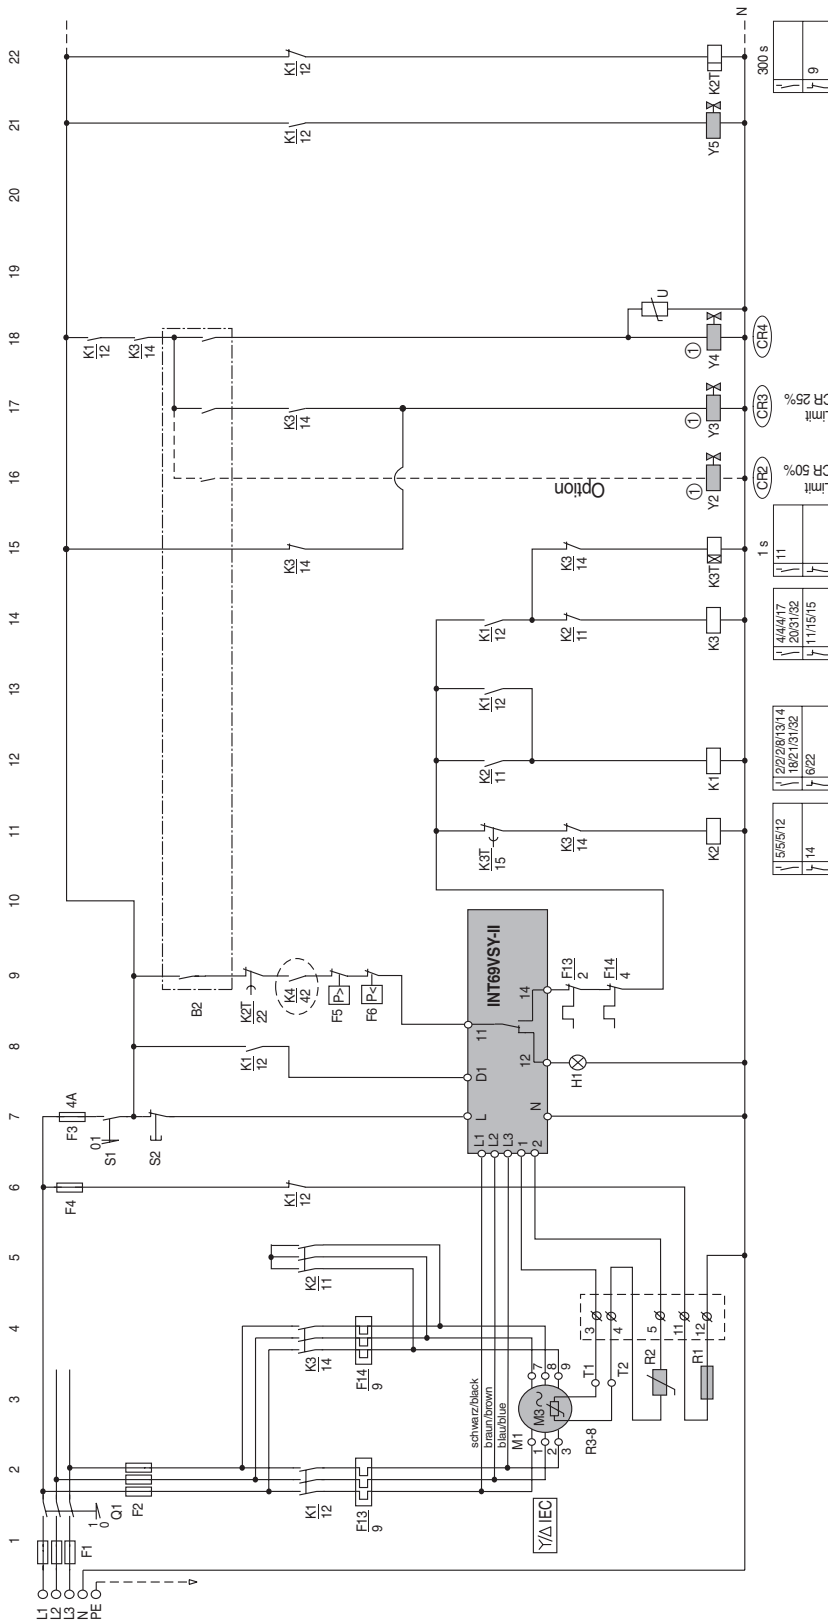 1 2 3 4 5 6 7 8 9 10 11 12 13 14 15 16 17 18 19 20 21 22
L1
L2
L3
N
PE
F1
1
0
Q1
F2
K1
12
F13
9
Y/Δ IEC
schwarz/black
braun/brown
blau/blue
M1
1
2
3
M3
7
8
9
R3-8
T1
T2
K3
14
F14
9
K2
11
3
4
5
11
12
R2
R1
F4
K1
12
F3
4A
0 1
S1
S2
K1
12
L1
L2
L3
1
2
L
N
D1
11
12
14
INT69VSY-II
H1
B2
K2T
22
K4
42
F5
P>
F6
P<
F13
2
F14
4
K3T
15
K3
14
K2
5/5/5/12
14
K2
11
K1
2/2/2/8/13/14
18/21/31/32
6/22
K1
12
K1
12
K2
11
K3
4/4/4/17
20/31/32
11/15/15
K3
14
K3T
1 s
11
K3
14
Option
1
Y2
CR2
CR 50%
K3
14
1
Y3
CR3
CR 25%
K1
12
K3
14
U
1
Y4
CR4
K1
12
Y5
K1
12
K2T
N
300 s
9